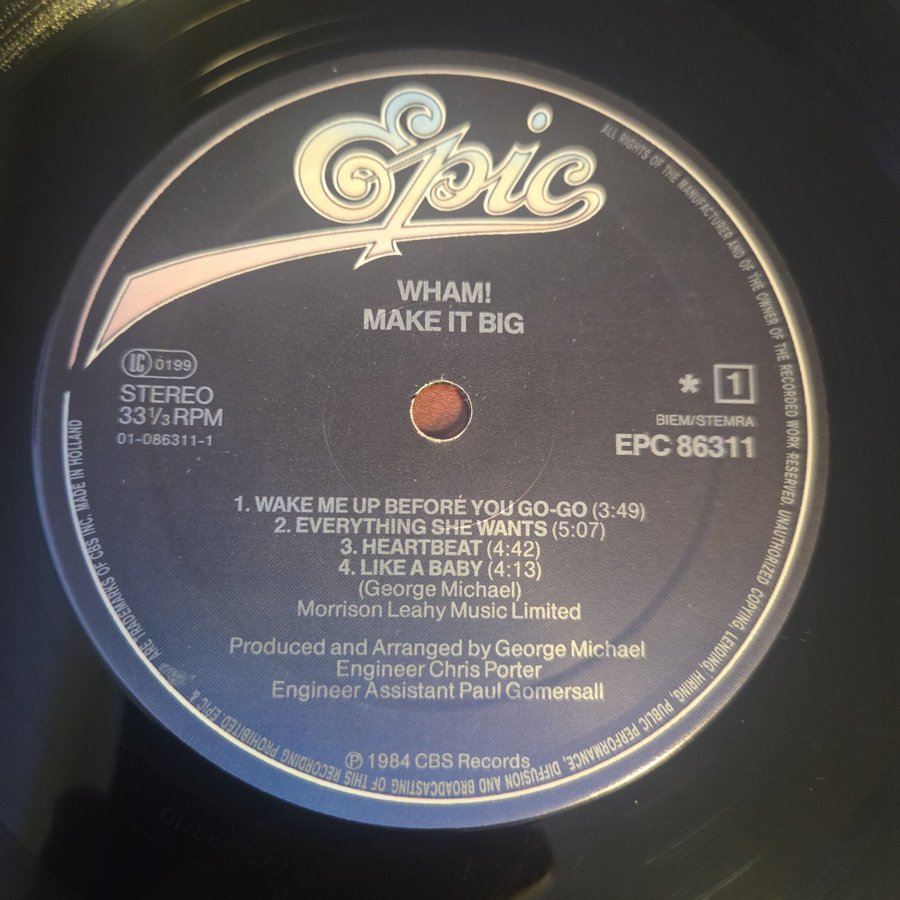 Epic
WHAM!
MAKE IT BIG
LC 0199
STEREO
33⅓ RPM
01-086311-1
* 1
BIEM/STEMRA
EPC 86311
1. WAKE ME UP BEFORE YOU GO-GO (3:49)
2. EVERYTHING SHE WANTS (5:07)
3. HEARTBEAT (4:42)
4. LIKE A BABY (4:13)
(George Michael)
Morrison Leahy Music Limited
Produced and Arranged by George Michael
Engineer Chris Porter
Engineer Assistant Paul Gomersall
℗ 1984 CBS Records
ALL RIGHTS OF THE MANUFACTURER AND OF THE OWNER OF THE RECORDED WORK RESERVED. UNAUTHORIZED COPYING, LENDING, HIRING, PUBLIC PERFORMANCE, DIFFUSION AND BROADCASTING OF THIS RECORDING PROHIBITED EPIC & ARE TRADEMARKS OF CBS INC. MADE IN HOLLAND